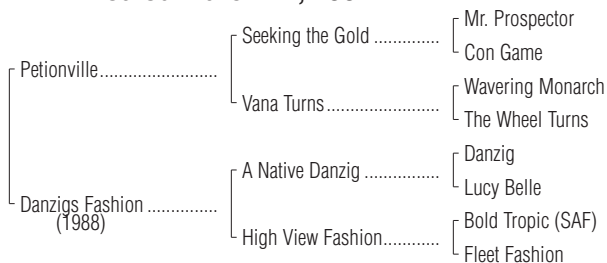 Mr. Prospector
Seeking the Gold .............
Con Game
Petionville........................
Wavering Monarch
Vana Turns.......................
The Wheel Turns
Danzig
A Native Danzig ................
Lucy Belle
Danzigs Fashion ...............
(1988)
Bold Tropic (SAF)
High View Fashion............
Fleet Fashion